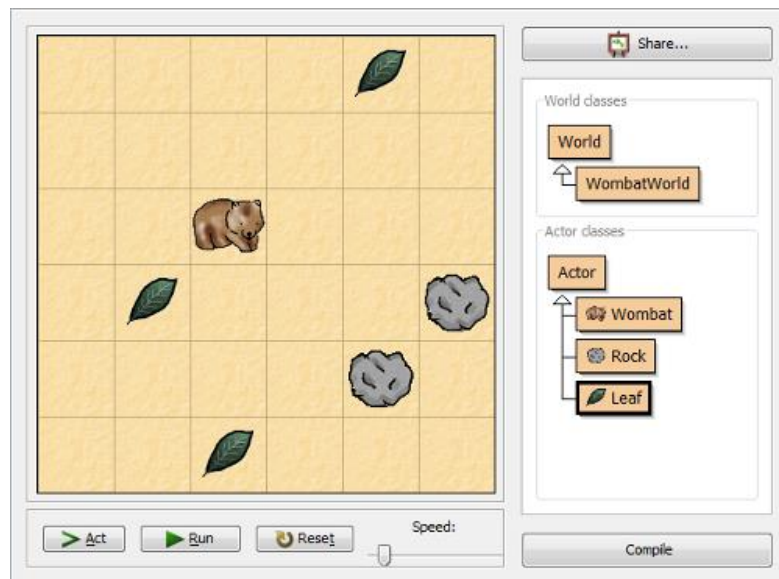 Share...
World classes
World
WombatWorld
Actor classes
Actor
Wombat
Rock
Leaf
Act
Run
Reset
Speed:
Compile